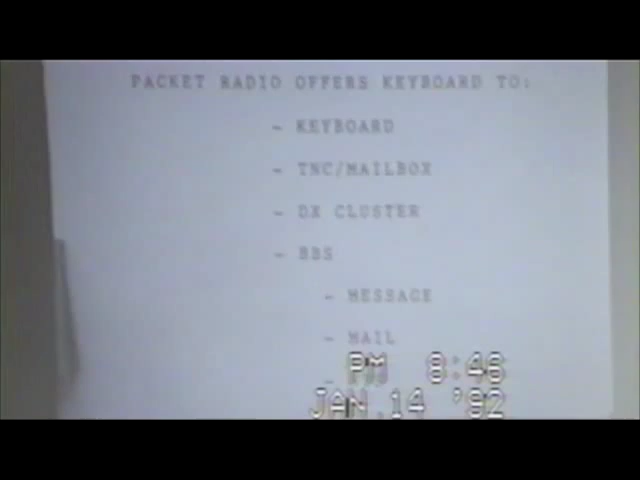 PACKET RADIO OFFERS KEYBOARD TO:
- KEYBOARD
- TNC/MAILBOX
- DX CLUSTER
- BBS
- MESSAGE
- MAIL
-
PM 8:46
JAN.14 '92